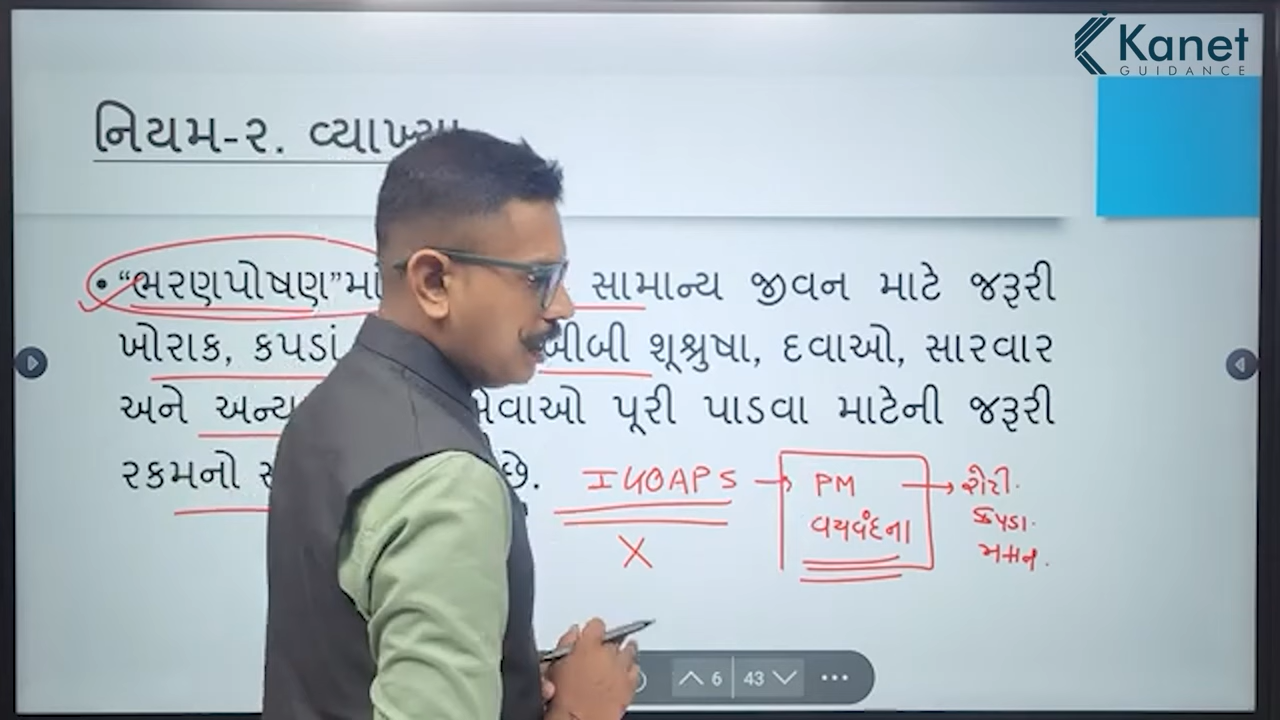 Kanet
GUIDANCE
નિયમ-૨. વ્યાખ્યા
• “ભરણપોષણ”માં સામાન્ય જીવન માટે જરૂરી
ખોરાક, કપડાં, શૂશ્રુષા, દવાઓ, સારવાર
અને અન્ય સેવાઓ પૂરી પાડવા માટેની જરૂરી
રકમનો છે.
→ PM → રોટી.
વયવંદના કપડા.
X મકાન.
6 43